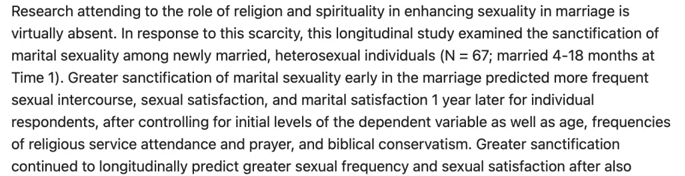 Research attending to the role of religion and spirituality in enhancing sexuality in marriage is
virtually absent. In response to this scarcity, this longitudinal study examined the sanctification of
marital sexuality among newly married, heterosexual individuals (N = 67; married 4-18 months at
Time 1). Greater sanctification of marital sexuality early in the marriage predicted more frequent
sexual intercourse, sexual satisfaction, and marital satisfaction 1 year later for individual
respondents, after controlling for initial levels of the dependent variable as well as age, frequencies
of religious service attendance and prayer, and biblical conservatism. Greater sanctification
continued to longitudinally predict greater sexual frequency and sexual satisfaction after also